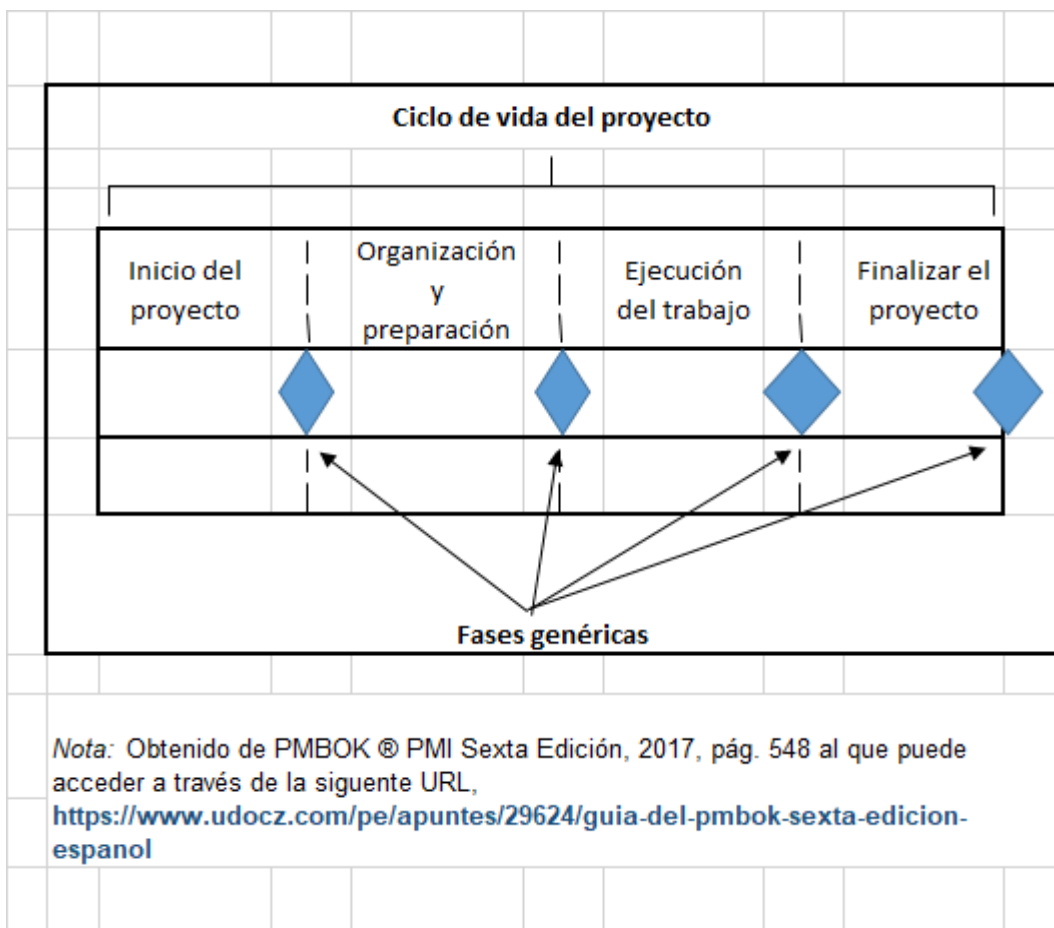 Ciclo de vida del proyecto
Inicio del
proyecto
Organización
y
preparación
Ejecución
del trabajo
Finalizar el
proyecto
Fases genéricas
Nota: Obtenido de PMBOK ® PMI Sexta Edición, 2017, pág. 548 al que puede
acceder a través de la siguente URL,
https://www.udocz.com/pe/apuntes/29624/guia-del-pmbok-sexta-edicion-
espanol